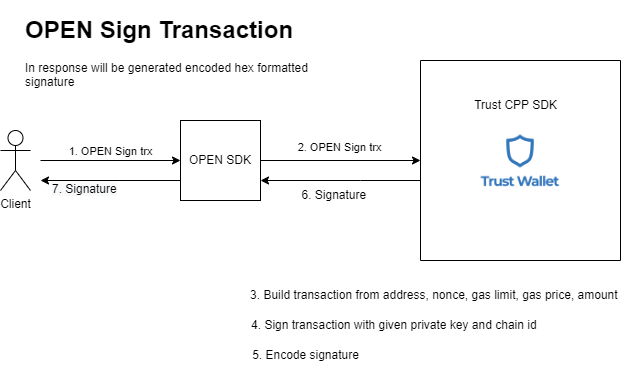 OPEN Sign Transaction
In response will be generated encoded hex formatted
signature
Trust CPP SDK
1. OPEN Sign trx
OPEN SDK
2. OPEN Sign trx
Trust Wallet
7. Signature
6. Signature
Client
3. Build transaction from address, nonce, gas limit, gas price, amount
4. Sign transaction with given private key and chain id
5. Encode signature